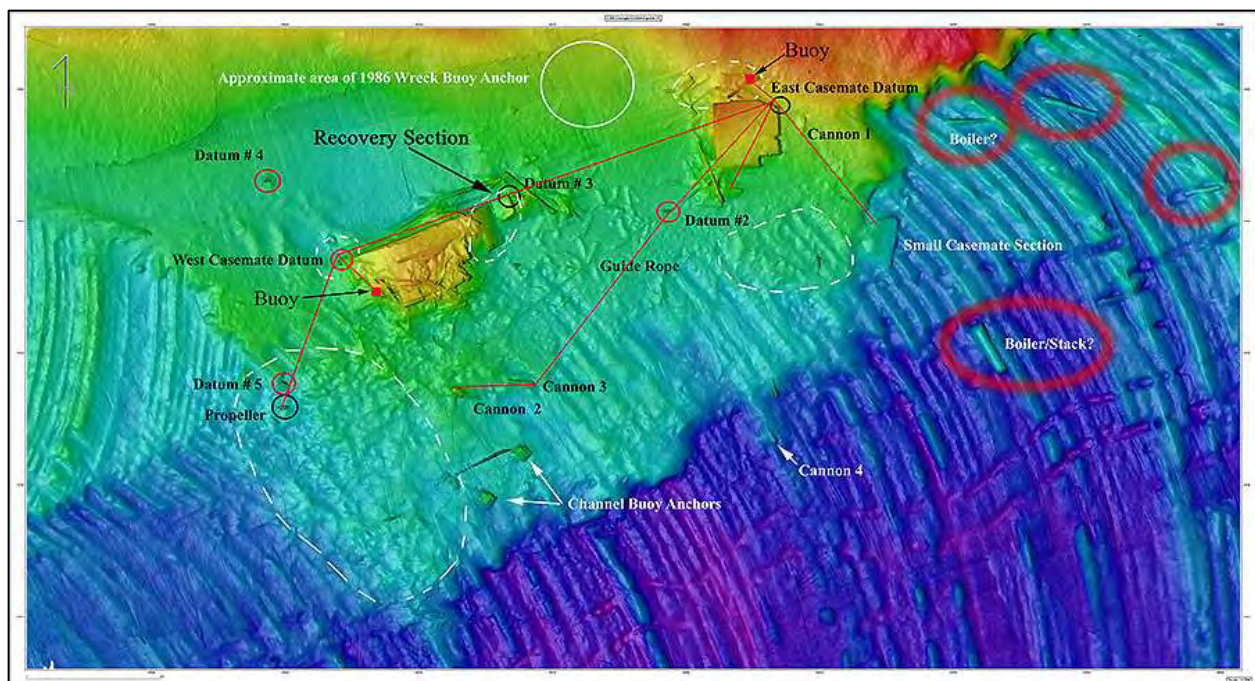 1
Buoy
Approximate area of 1986 Wreck Buoy Anchor
East Casemate Datum
Recovery Section
Cannon 1
Boiler?
Datum # 4
Datum # 3
Datum #2
West Casemate Datum
Small Casemate Section
Guide Rope
Buoy
Boiler/Stack?
Datum # 5
Cannon 3
Propeller
Cannon 2
Cannon 4
Channel Buoy Anchors